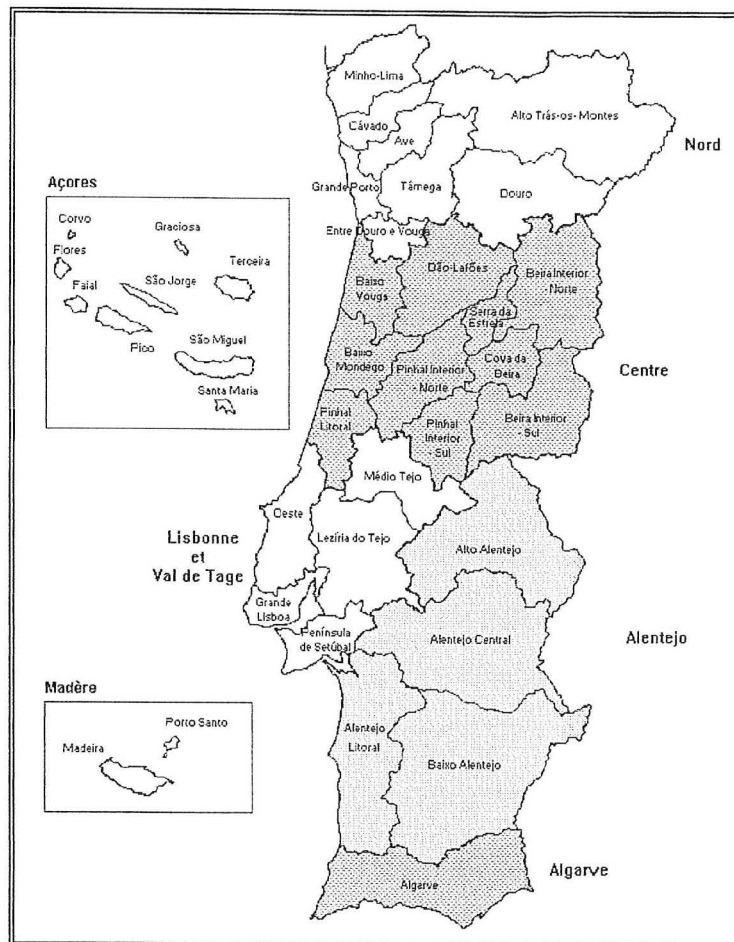 Minho-Lima
Alto Trás-os-Montes
Cávado
Ave
Nord
Grande Porto
Tâmega
Douro
Entre Douro e Vouga
Açores
Corvo
Graciosa
Flores
Terceira
Faial
São Jorge
Pico
São Miguel
Santa Maria
Dão-Lafões
Beira Interior
- Norte
Baixo
Vouga
Serra da
Estrela
Baixo
Mondego
Pinhal Interior
- Norte
Cova da
Beira
Centre
Pinhal
Litoral
Pinhal
Interior
- Sul
Beira Interior
- Sul
Médio Tejo
Oeste
Lezíria do Tejo
Lisbonne
et
Val de Tage
Alto Alentejo
Grande
Lisboa
Península
de Setúbal
Alentejo Central
Alentejo
Madère
Porto Santo
Madeira
Alentejo
Litoral
Baixo Alentejo
Algarve
Algarve